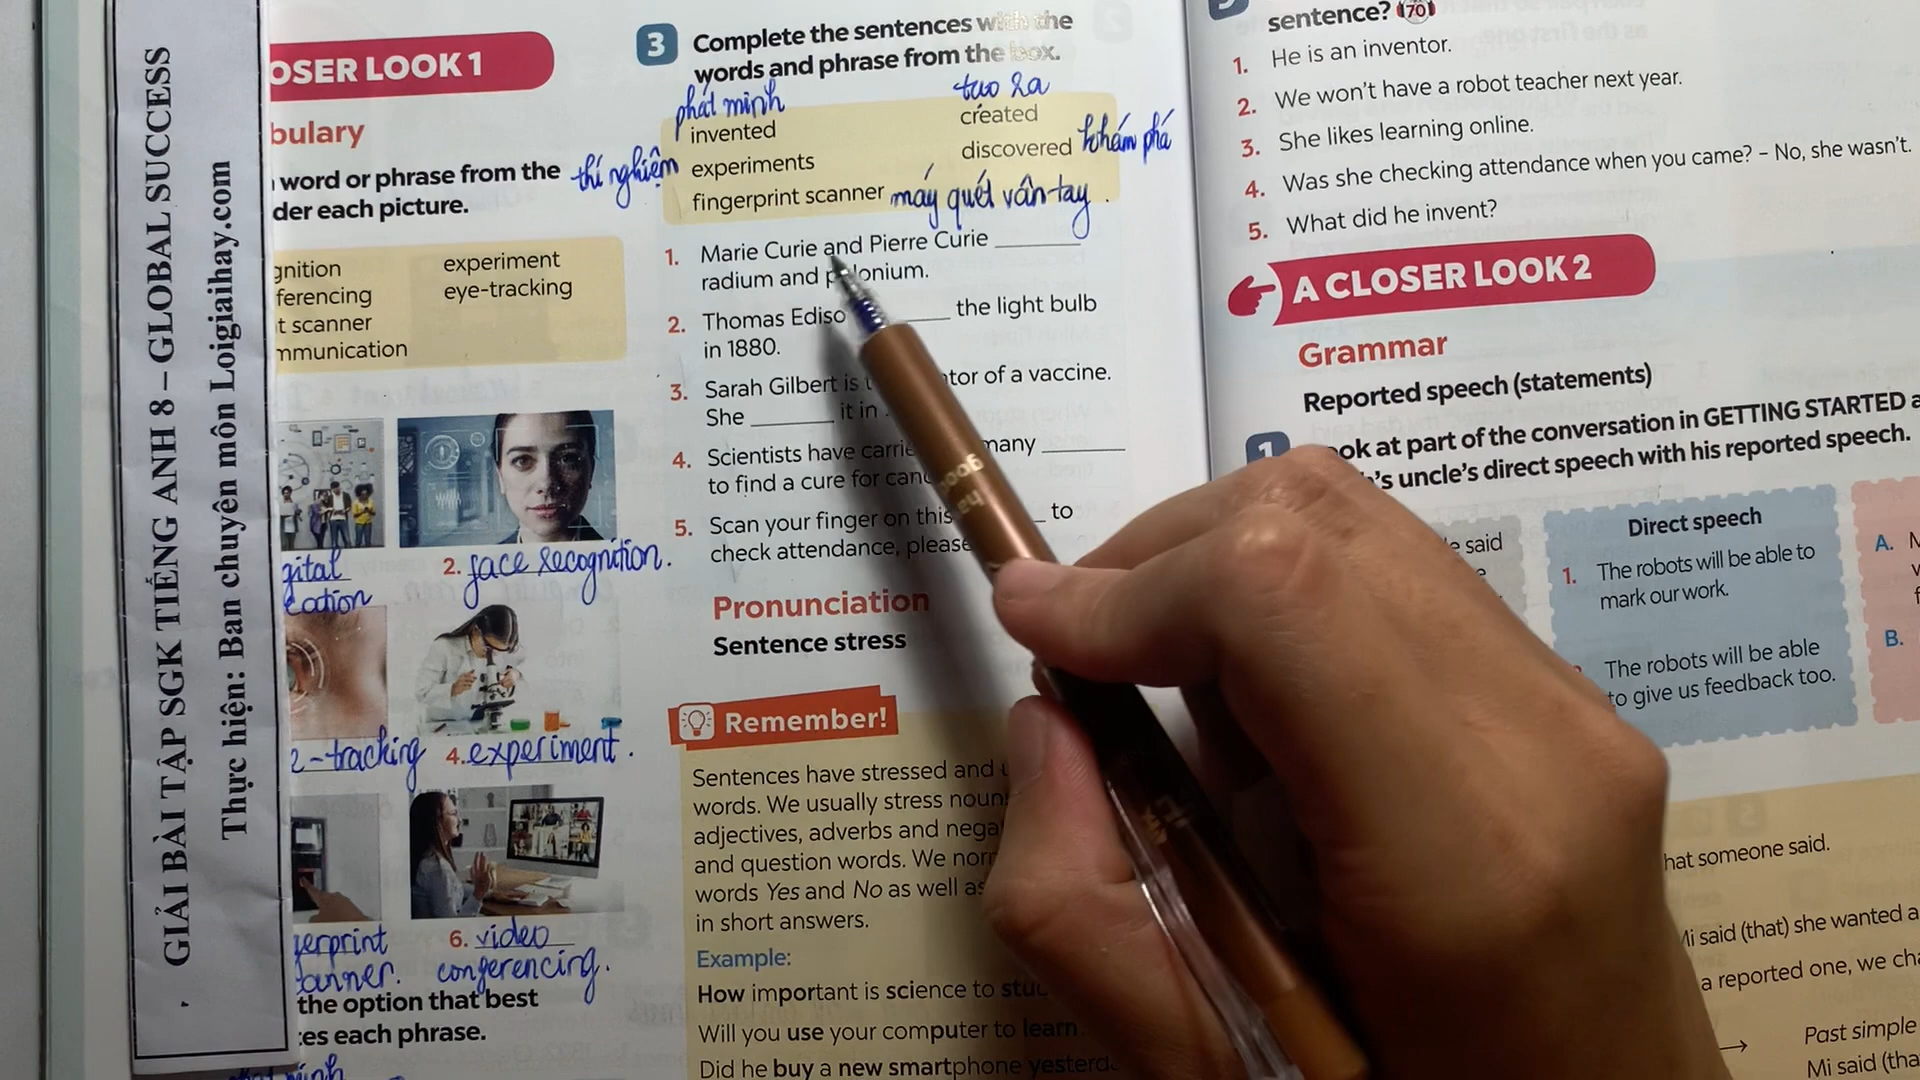 GIẢI BÀI TẬP SGK TIẾNG ANH 8 – GLOBAL SUCCESS
Thực hiện: Ban chuyên môn Loigiaihay.com
OSER LOOK 1
bulary
word or phrase from the
der each picture.
gnition
ferencing
t scanner
mmunication
experiment
eye-tracking
gital
cation
2. face recognition.
-tracking
4. experiment.
gerprint
canner.
6. video
conferencing.
the option that best
es each phrase.
3 Complete the sentences with the
words and phrase from the box.
phát minh
tạo ra
invented
created
thí nghiệm
experiments
discovered
khám phá
fingerprint scanner
máy quét vân tay
1. Marie Curie and Pierre Curie
radium and polonium.
2. Thomas Ediso
the light bulb
in 1880.
3. Sarah Gilbert is
tor of a vaccine.
She
it in
4. Scientists have carrie
many
to find a cure for can
5. Scan your finger on this
to
check attendance, please
Pronunciation
Sentence stress
Remember!
Sentences have stressed and
words. We usually stress noun
adjectives, adverbs and nega
and question words. We nor
words Yes and No as well as
in short answers.
Example:
How important is science to stu
Will you use your computer to learn
Did he buy a new smartphone yesterd
sentence? 70
1. He is an inventor.
2. We won't have a robot teacher next year.
3. She likes learning online.
4. Was she checking attendance when you came? – No, she wasn't.
5. What did he invent?
A CLOSER LOOK 2
Grammar
Reported speech (statements)
1
ook at part of the conversation in GETTING STARTED a
's uncle's direct speech with his reported speech.
said
Direct speech
1. The robots will be able to
mark our work.
The robots will be able
to give us feedback too.
A.
B.
hat someone said.
Mi said (that) she wanted a
a reported one, we cha
→ Past simple
Mi said (tha